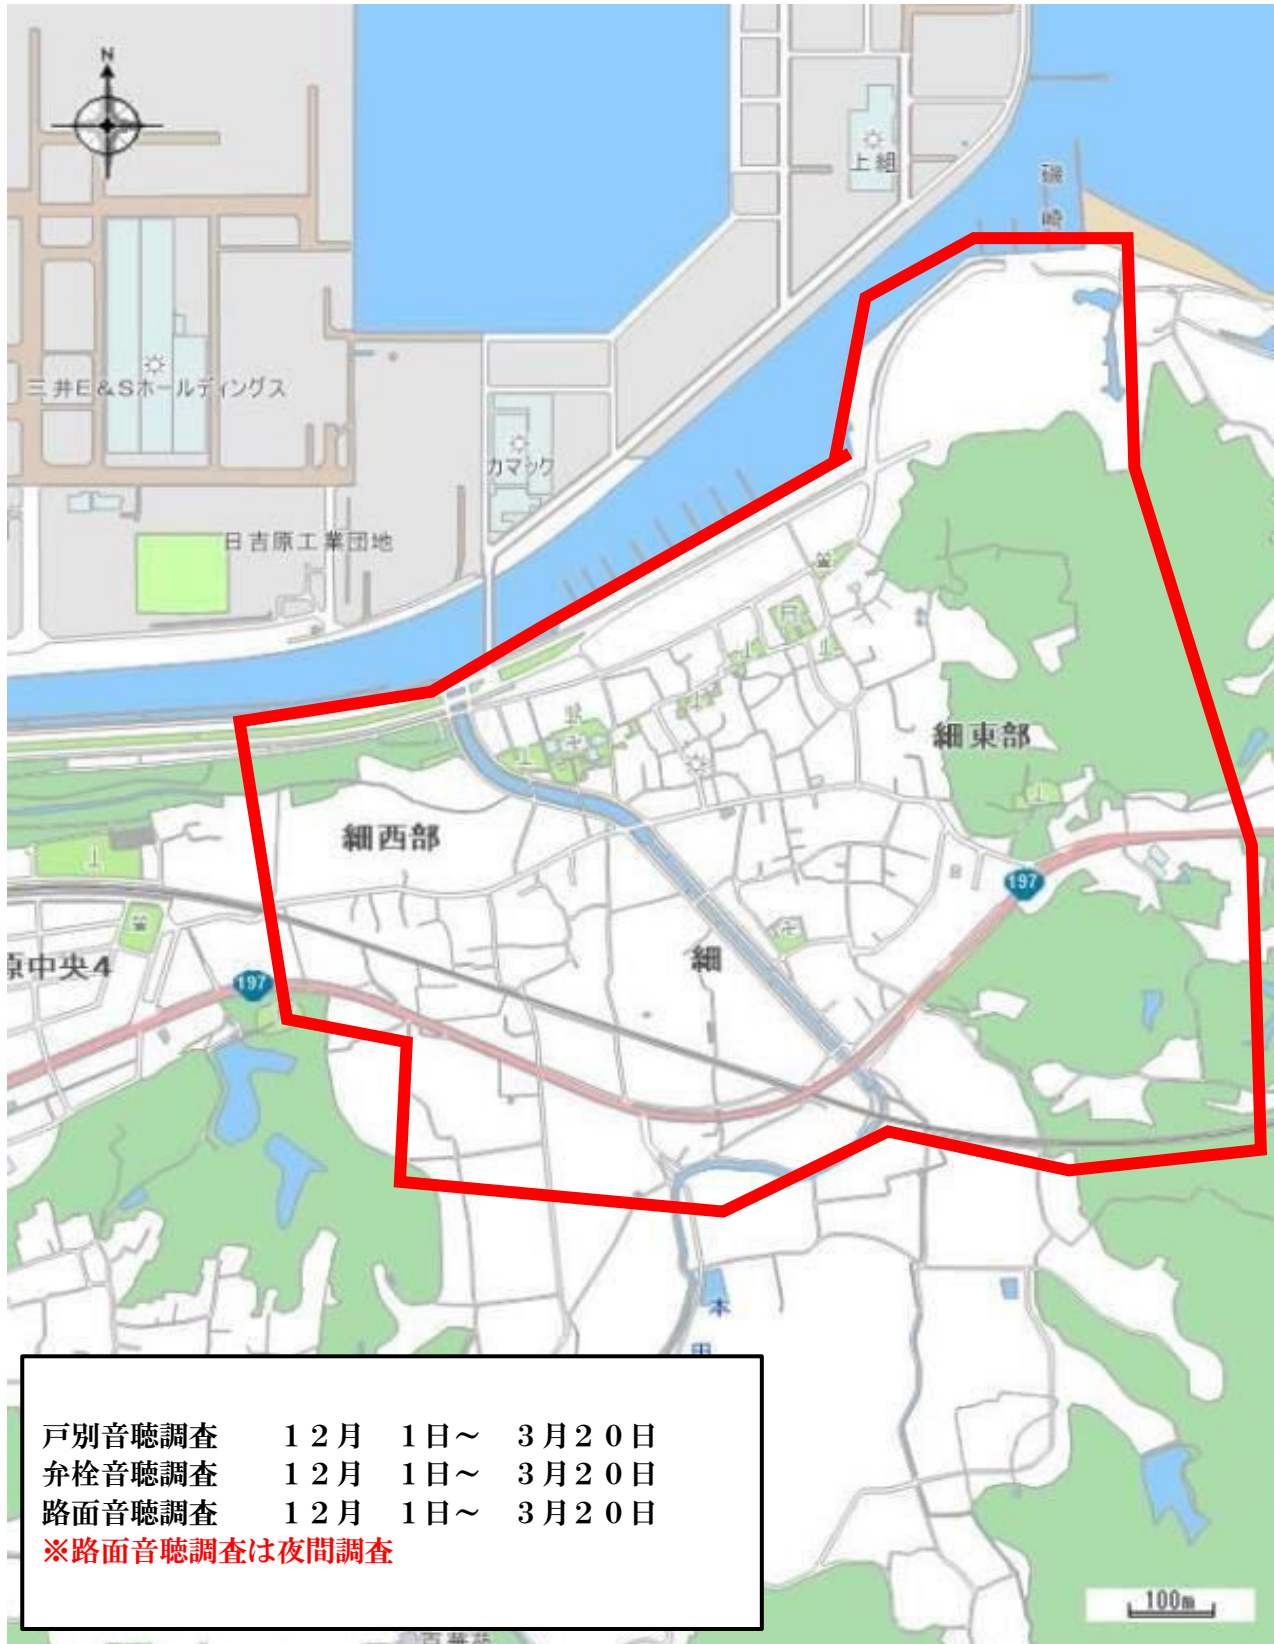 N
上組
磯崎
三井E&Sホールディングス
カマック
日吉原工業団地
細東部
細西部
197
細
原中央4
197
本
田
戸別音聴調査　　１２月　１日～　３月２０日
弁栓音聴調査　　１２月　１日～　３月２０日
路面音聴調査　　１２月　１日～　３月２０日
※路面音聴調査は夜間調査
100m